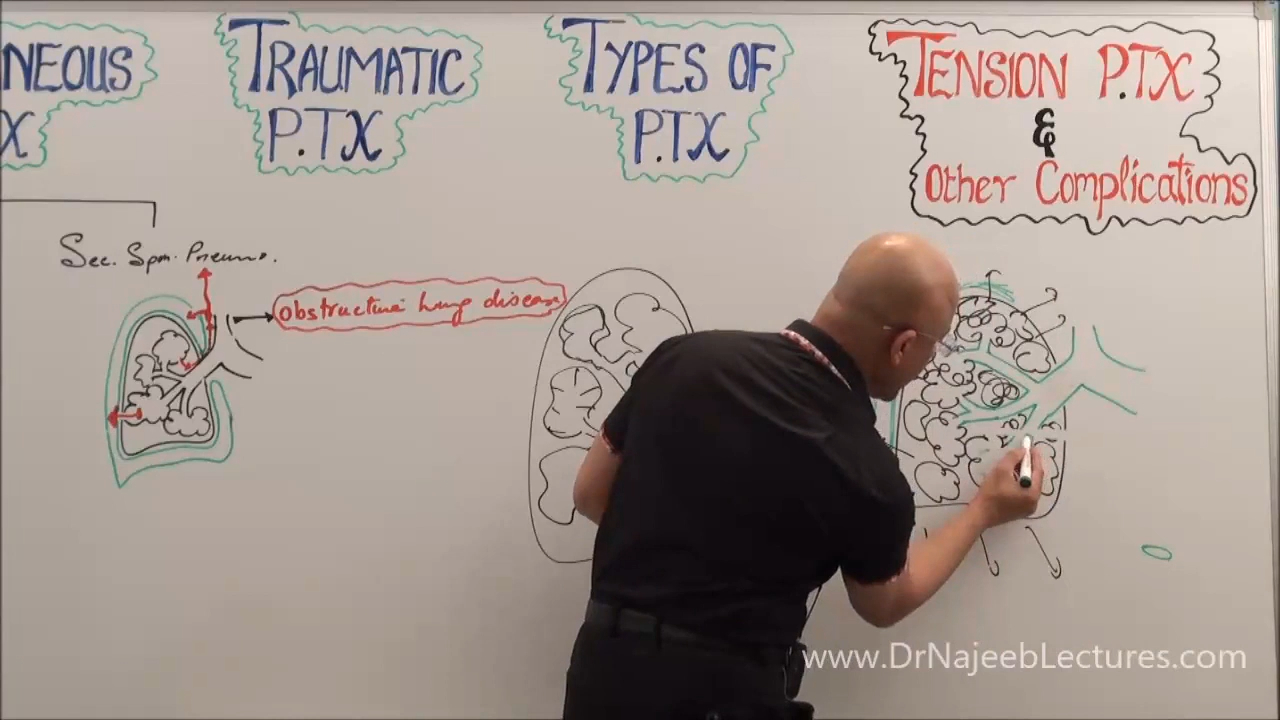 NEOUS
X
TRAUMATIC
P.TX
TYPES OF
P.TX
TENSION P.TX
&
Other Complications
Sec. Spon. Pneumo.
Obstructive Lung disease
www.DrNajeebLectures.com